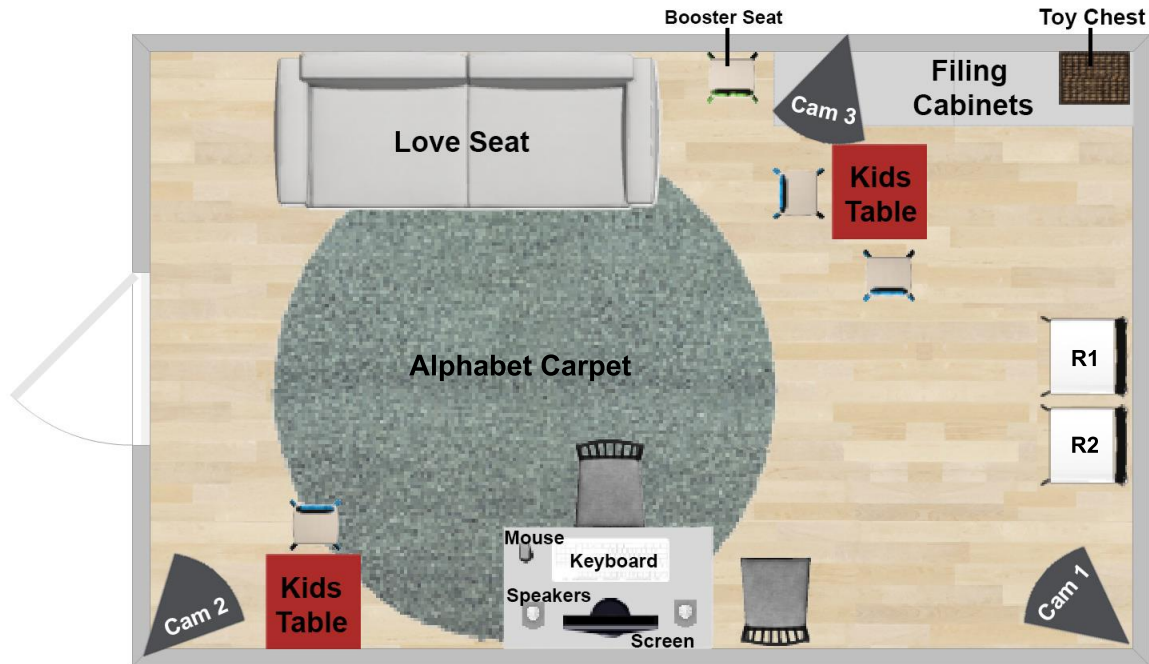 Booster Seat
Toy Chest
Filing
Cabinets
Cam 3
Love Seat
Kids
Table
R1
Alphabet Carpet
R2
Mouse
Keyboard
Speakers
Screen
Kids
Table
Cam 2
Cam 1